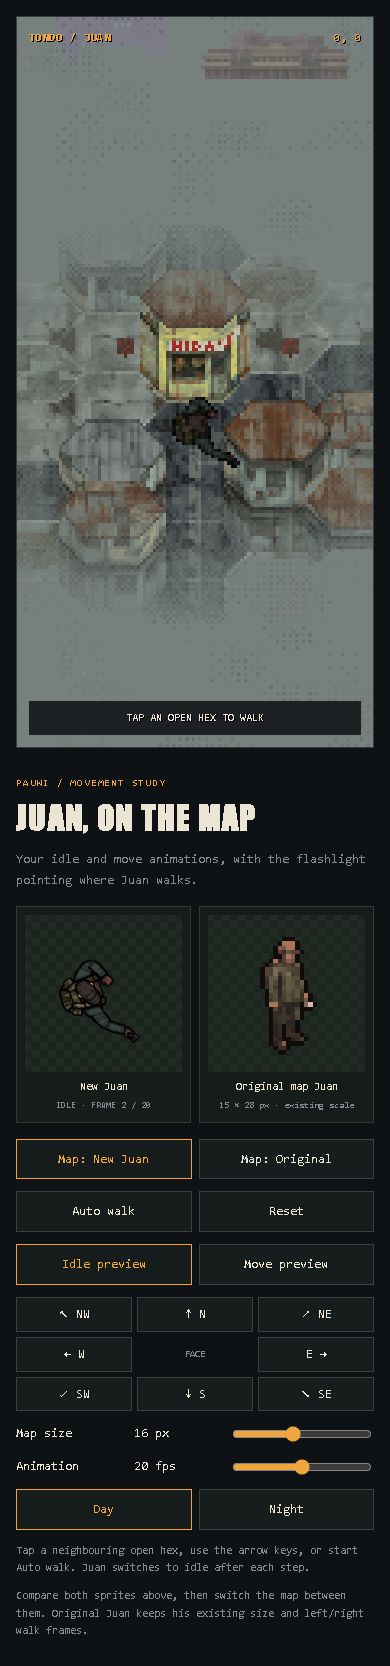 TONDO / JUAN
0, 0
TAP AN OPEN HEX TO WALK
PAUWI / MOVEMENT STUDY
JUAN, ON THE MAP
Your idle and move animations, with the flashlight
pointing where Juan walks.
New Juan
IDLE · FRAME 2 / 20
Original map Juan
15 × 28 px · existing scale
Map: New Juan
Map: Original
Auto walk
Reset
Idle preview
Move preview
↖ NW
↑ N
↗ NE
← W
FACE
E →
↙ SW
↓ S
↘ SE
Map size 16 px
Animation 20 fps
Day
Night
Tap a neighbouring open hex, use the arrow keys, or start
Auto walk. Juan switches to idle after each step.
Compare both sprites above, then switch the map between
them. Original Juan keeps his existing size and left/right
walk frames.